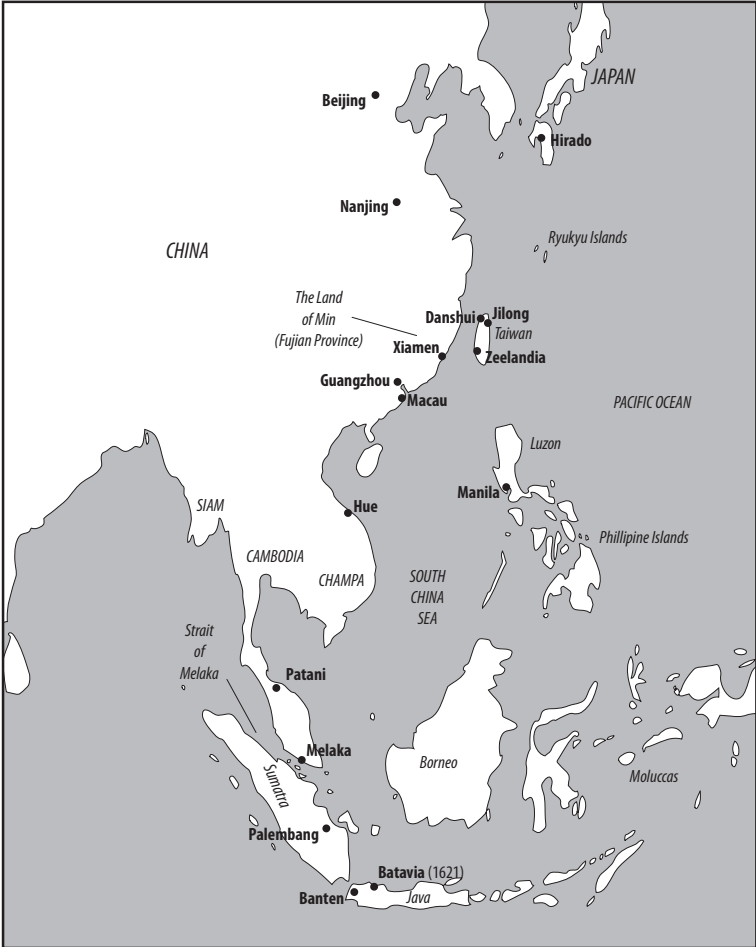 JAPAN
Beijing
Hirado
Nanjing
Ryukyu Islands
CHINA
The Land
of Min
(Fujian Province)
Danshui
Jilong
Taiwan
Xiamen
Zeelandia
Guangzhou
Macau
PACIFIC OCEAN
Luzon
Manila
SIAM
Hue
Phillipine Islands
CAMBODIA
CHAMPA
SOUTH
CHINA
SEA
Strait
of
Melaka
Patani
Melaka
Borneo
Moluccas
Sumatra
Palembang
Batavia (1621)
Banten
Java